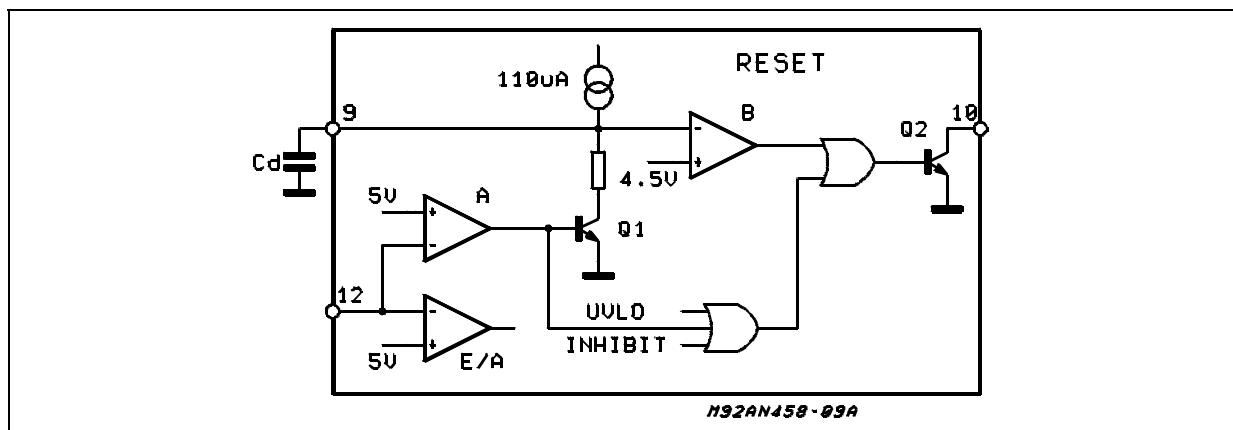 RESET
110uA
9
B
10
Q2
Cd
4.5V
5V
A
Q1
12
UVLO
INHIBIT
5V
E/A
M92AN458-09A